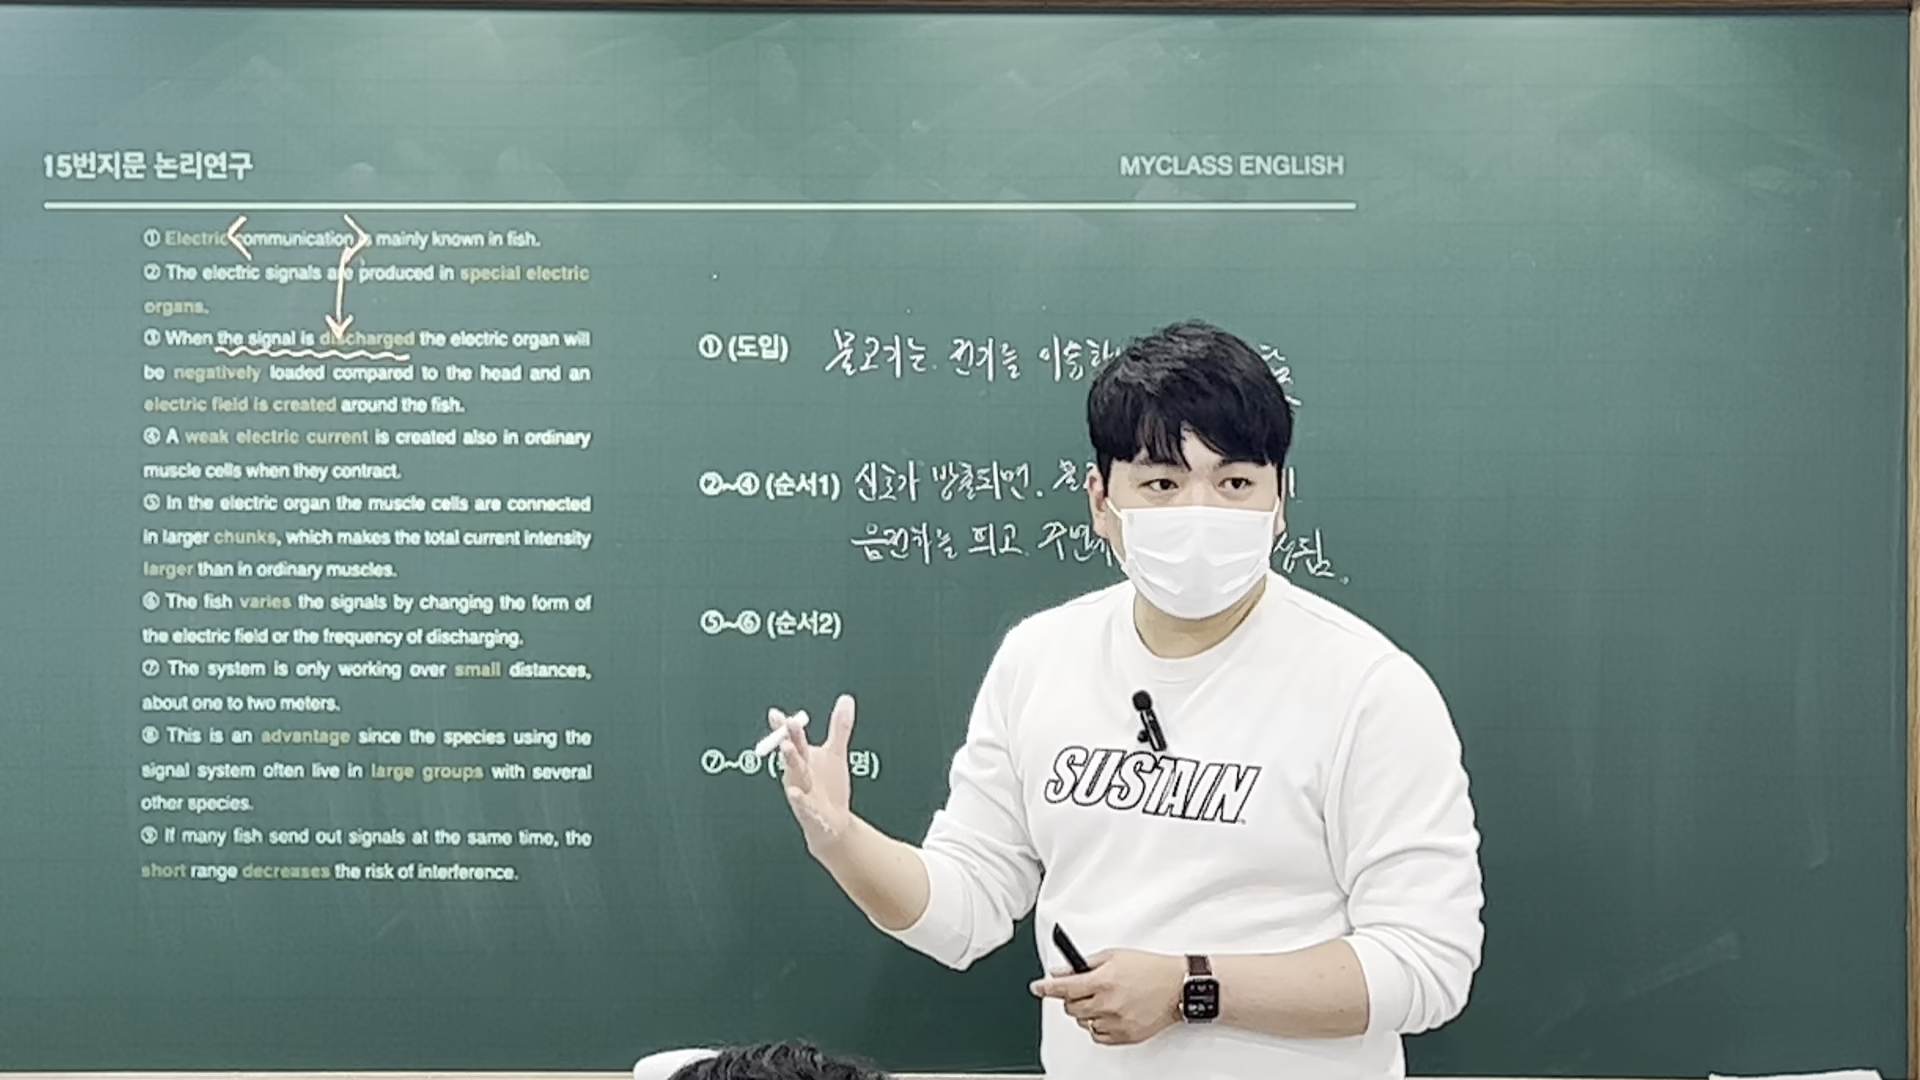 15번지문 논리연구
MYCLASS ENGLISH
① Electric communication is mainly known in fish.
② The electric signals are produced in special electric
organs.
③ When the signal is discharged the electric organ will
be negatively loaded compared to the head and an
electric field is created around the fish.
④ A weak electric current is created also in ordinary
muscle cells when they contract.
⑤ In the electric organ the muscle cells are connected
in larger chunks, which makes the total current intensity
larger than in ordinary muscles.
⑥ The fish varies the signals by changing the form of
the electric field or the frequency of discharging.
⑦ The system is only working over small distances,
about one to two meters.
⑧ This is an advantage since the species using the
signal system often live in large groups with several
other species.
⑨ If many fish send out signals at the same time, the
short range decreases the risk of interference.
① (도입) 물고기는 전기를 이용하
②~④ (순서1) 신호가 방출되면,
음전하를 띄고 주변에 성됨.
⑤~⑥ (순서2)
⑦~⑧ 명)
SUSTAIN